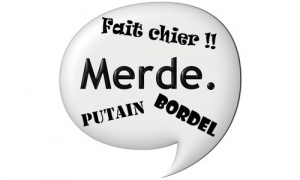 Fait chier !!
Merde.
PUTAIN BORDEL